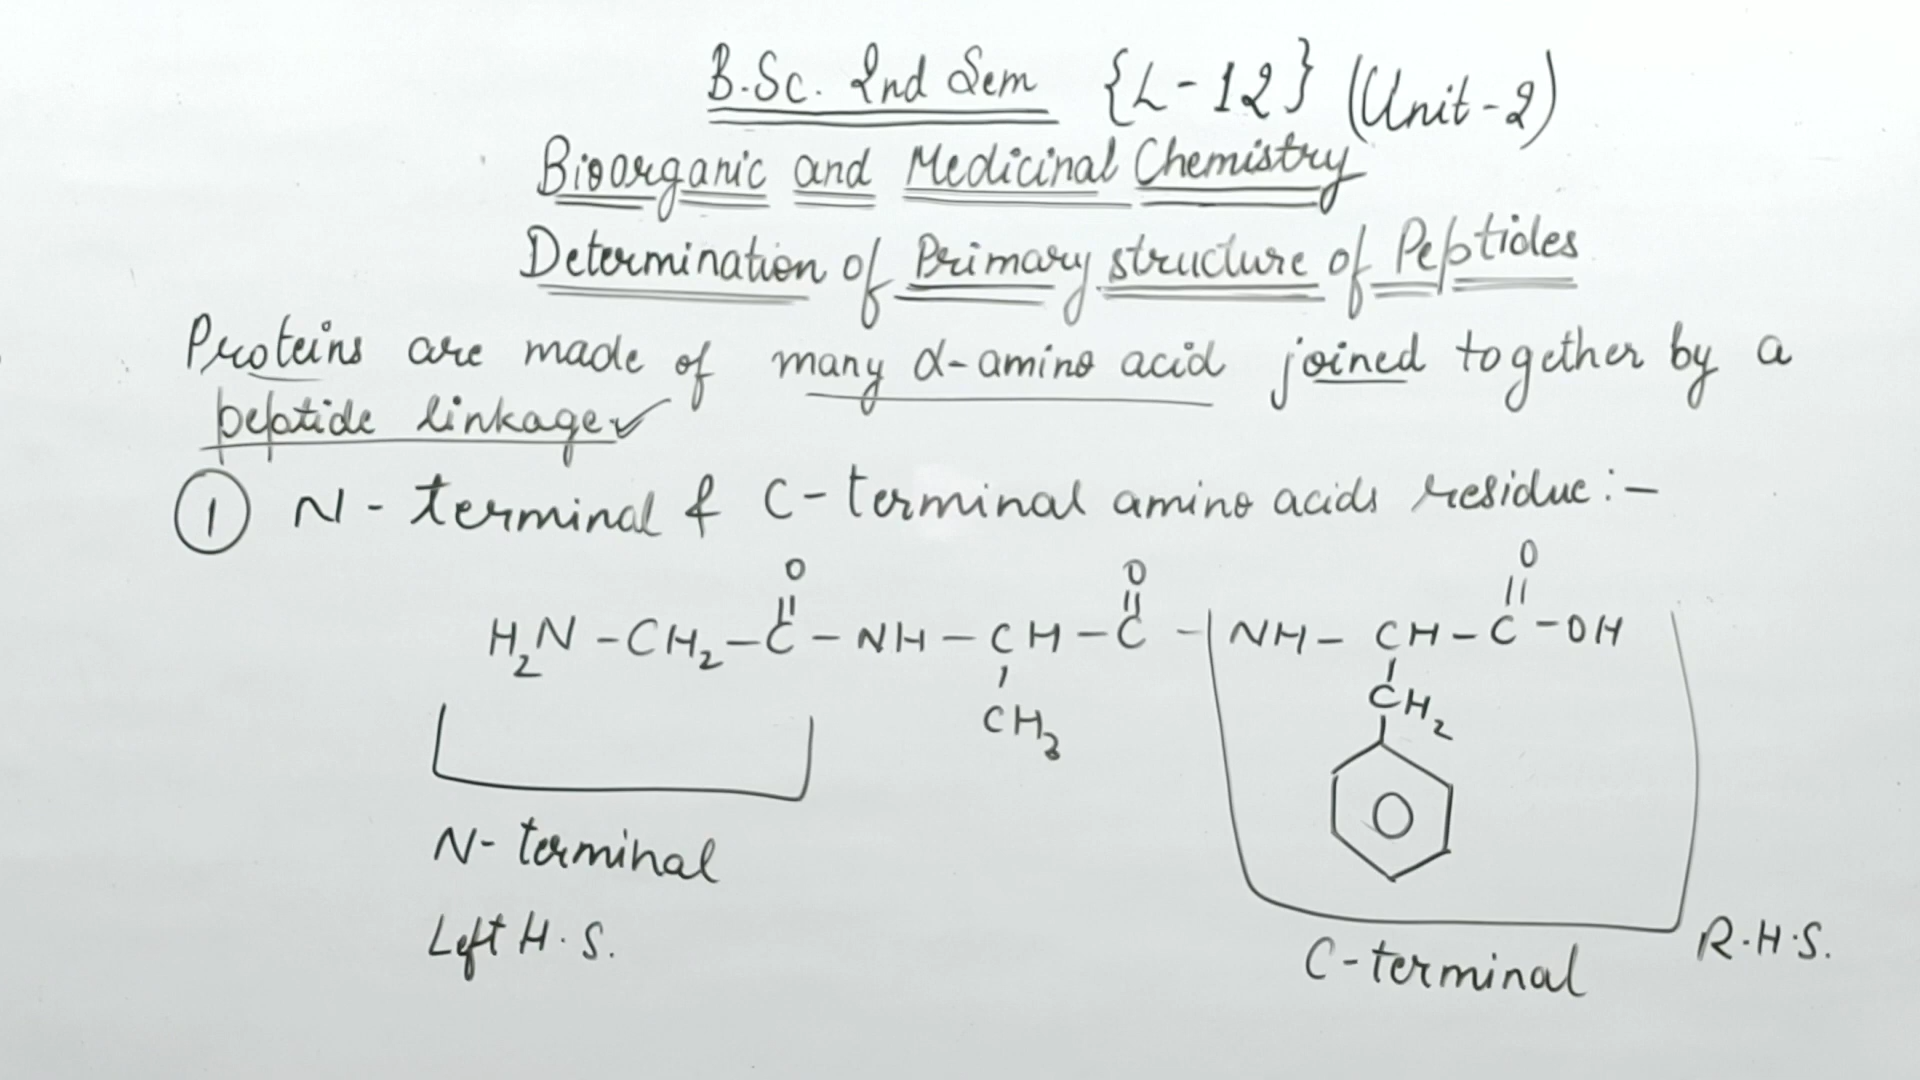 B.Sc. 2nd Sem {L-12} (Unit-2)
Bioorganic and Medicinal Chemistry
Determination of Primary structure of Peptides
Proteins are made of many α-amino acid joined together by a
peptide linkage ✓
① N-terminal & C-terminal amino acids residue:-
O O O
H₂N-CH₂-C-NH-CH-C-NH-CH-C-OH
CH₃ CH₂
N-terminal
Left H.S.
C-terminal R.H.S.